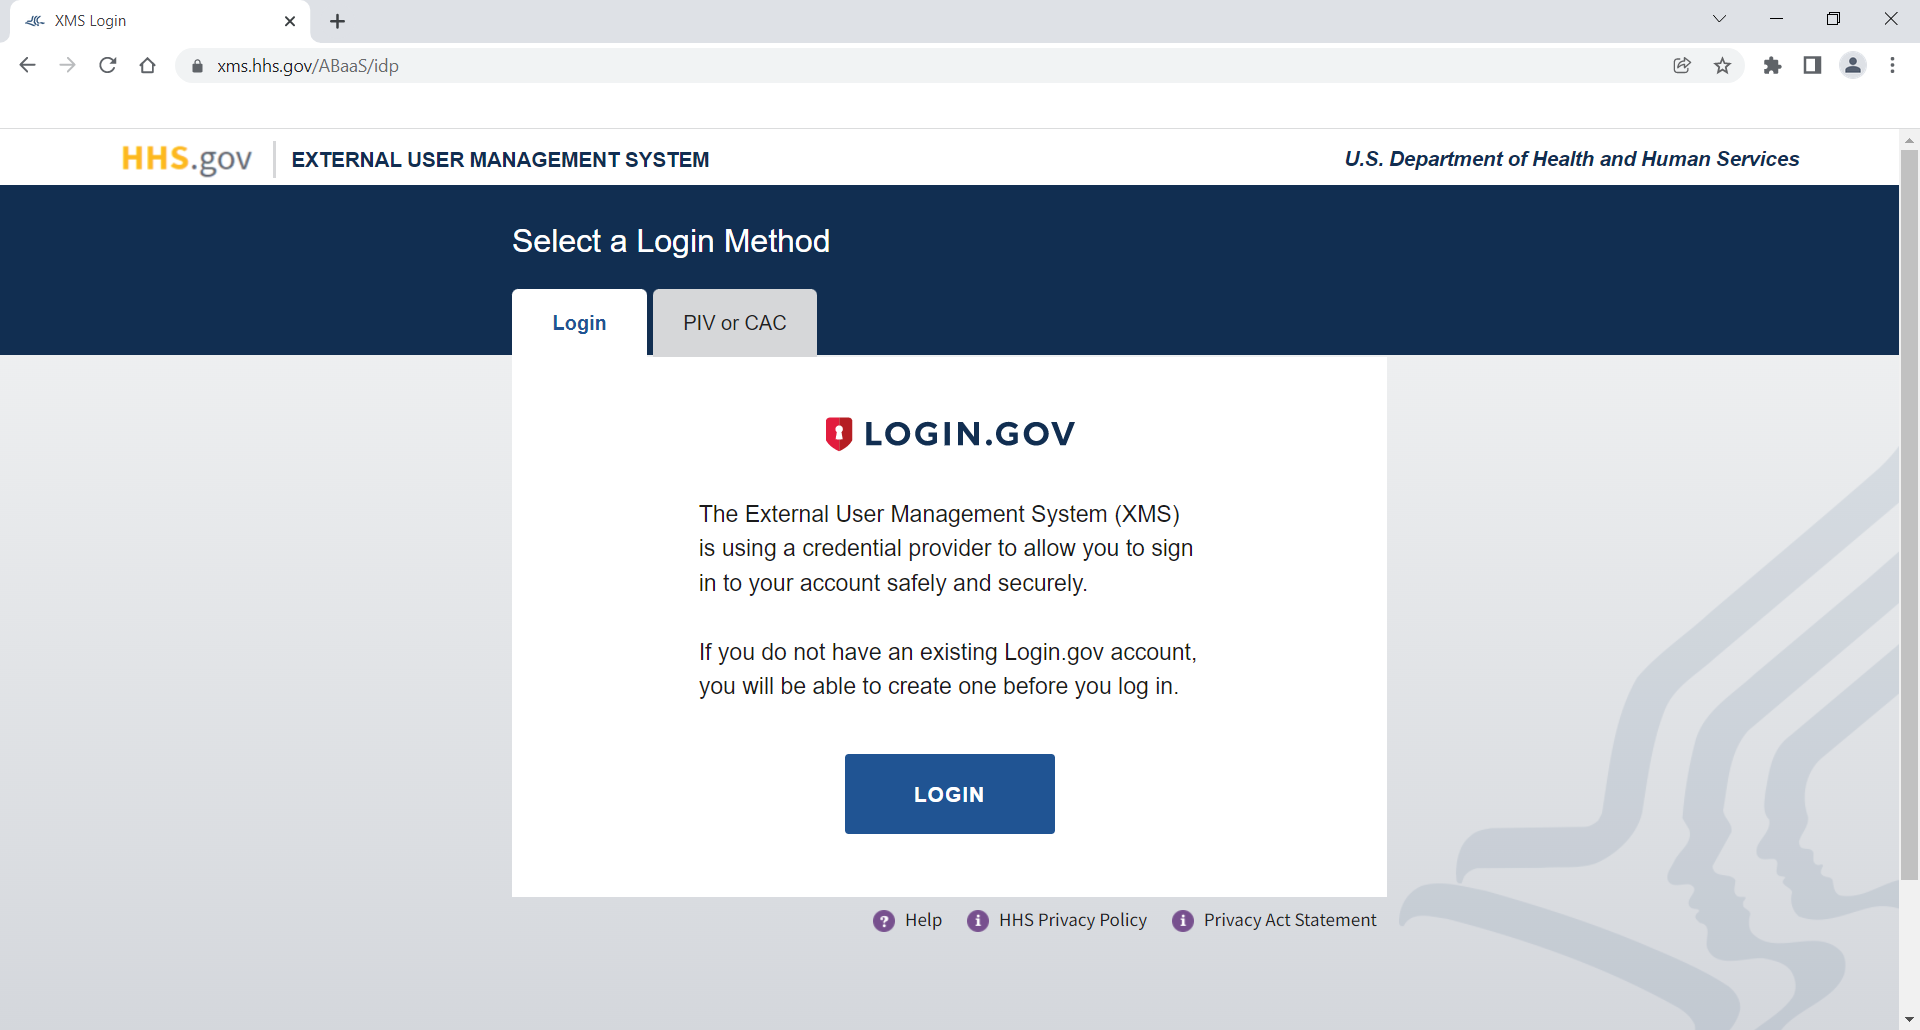 XMS Login
xms.hhs.gov/ABaaS/idp
HHS.gov
EXTERNAL USER MANAGEMENT SYSTEM
U.S. Department of Health and Human Services
Select a Login Method
Login
PIV or CAC
LOGIN.GOV
The External User Management System (XMS)
is using a credential provider to allow you to sign
in to your account safely and securely.
If you do not have an existing Login.gov account,
you will be able to create one before you log in.
LOGIN
? Help
i HHS Privacy Policy
i Privacy Act Statement